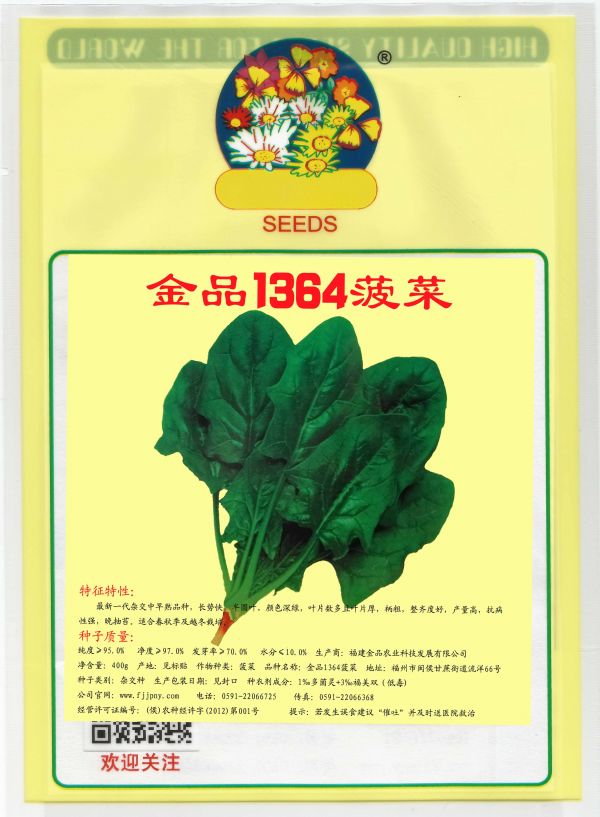 HIGH QUALITY SEEDS FOR THE WORLD
®
SEEDS
金品1364菠菜
特征特性：
最新一代杂交中早熟品种，长势快，半圆叶，颜色深绿，叶片数多且叶片厚，柄粗，整齐度好，产量高，抗病
性强，晚抽苔，适合春秋季及越冬栽培。
种子质量：
纯度≥95.0% 净度≥97.0% 发芽率≥70.0% 水分≤10.0% 生产商：福建金品农业科技发展有限公司
净含量：400g 产地：见标贴 作物种类：菠菜 品种名称：金品1364菠菜 地址：福州市闽侯甘蔗街道流洋66号
种子类别：杂交种 生产包装日期：见封口 种衣剂成分：1‰多菌灵+3‰福美双（低毒）
公司官网：www.fjjpny.com 电话：0591-22066725 传真：0591-22066368
经营许可证编号：(侯)农种经许字(2012)第001号 提示：若发生误食建议“催吐”并及时送医院救治
欢迎关注